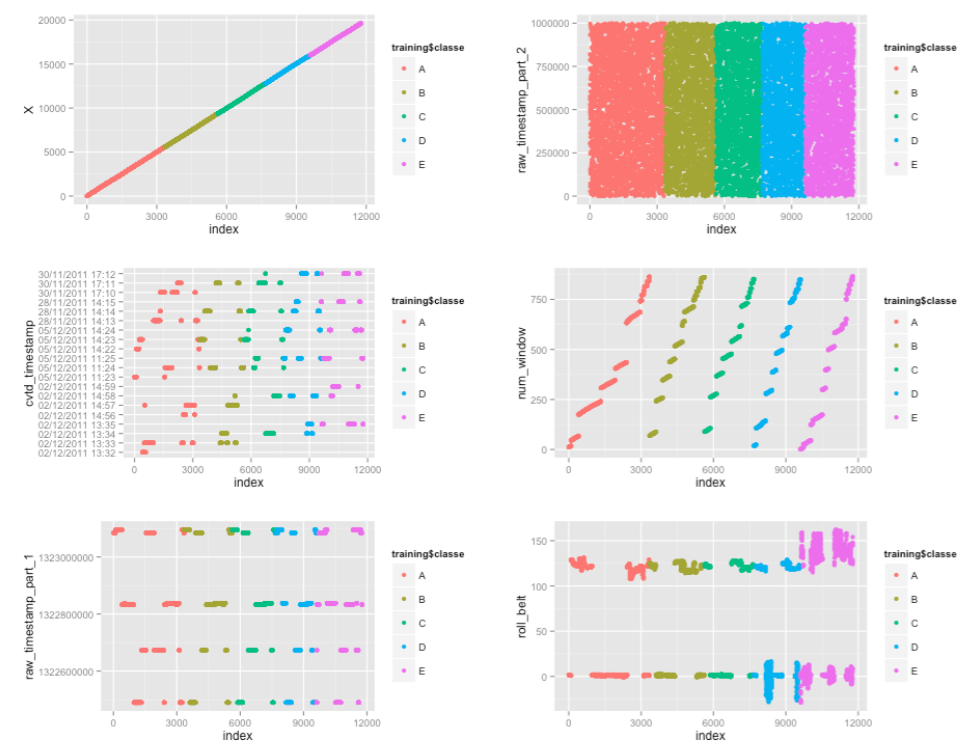 X
20000
15000
10000
5000
0
0 3000 6000 9000 12000
index
training$classe
A
B
C
D
E
raw_timestamp_part_2
1000000
750000
500000
250000
0
0 3000 6000 9000 12000
index
training$classe
A
B
C
D
E
cvtd_timestamp
30/11/2011 17:12
30/11/2011 17:11
30/11/2011 17:10
28/11/2011 14:15
28/11/2011 14:14
28/11/2011 14:13
05/12/2011 14:24
05/12/2011 14:23
05/12/2011 14:22
05/12/2011 11:25
05/12/2011 11:24
05/12/2011 11:23
02/12/2011 14:59
02/12/2011 14:58
02/12/2011 14:57
02/12/2011 14:56
02/12/2011 13:35
02/12/2011 13:34
02/12/2011 13:33
02/12/2011 13:32
0 3000 6000 9000 12000
index
training$classe
A
B
C
D
E
num_window
750
500
250
0
0 3000 6000 9000 12000
index
training$classe
A
B
C
D
E
raw_timestamp_part_1
1323000000
1322800000
1322600000
0 3000 6000 9000 12000
index
training$classe
A
B
C
D
E
roll_belt
150
100
50
0
0 3000 6000 9000 12000
index
training$classe
A
B
C
D
E